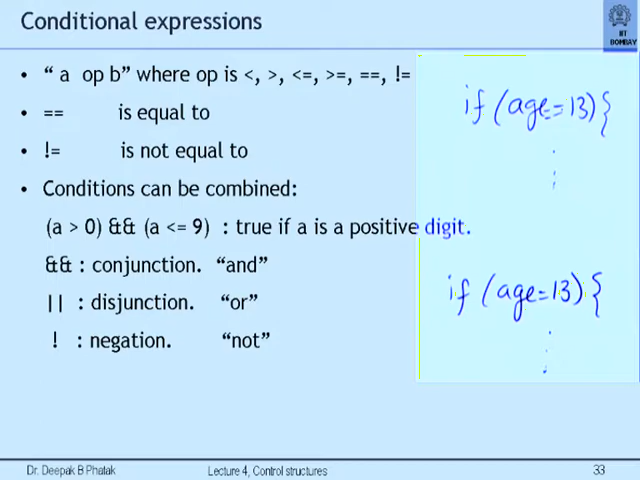 Conditional expressions
IIT
BOMBAY
• “ a op b” where op is <, >, <=, >=, ==, !=
• == is equal to
• != is not equal to
• Conditions can be combined:
(a > 0) && (a <= 9) : true if a is a positive digit.
&& : conjunction. “and”
|| : disjunction. “or”
! : negation. “not”
if (age==13){
if (age=13){
Dr. Deepak B Phatak
Lecture 4, Control structures
33